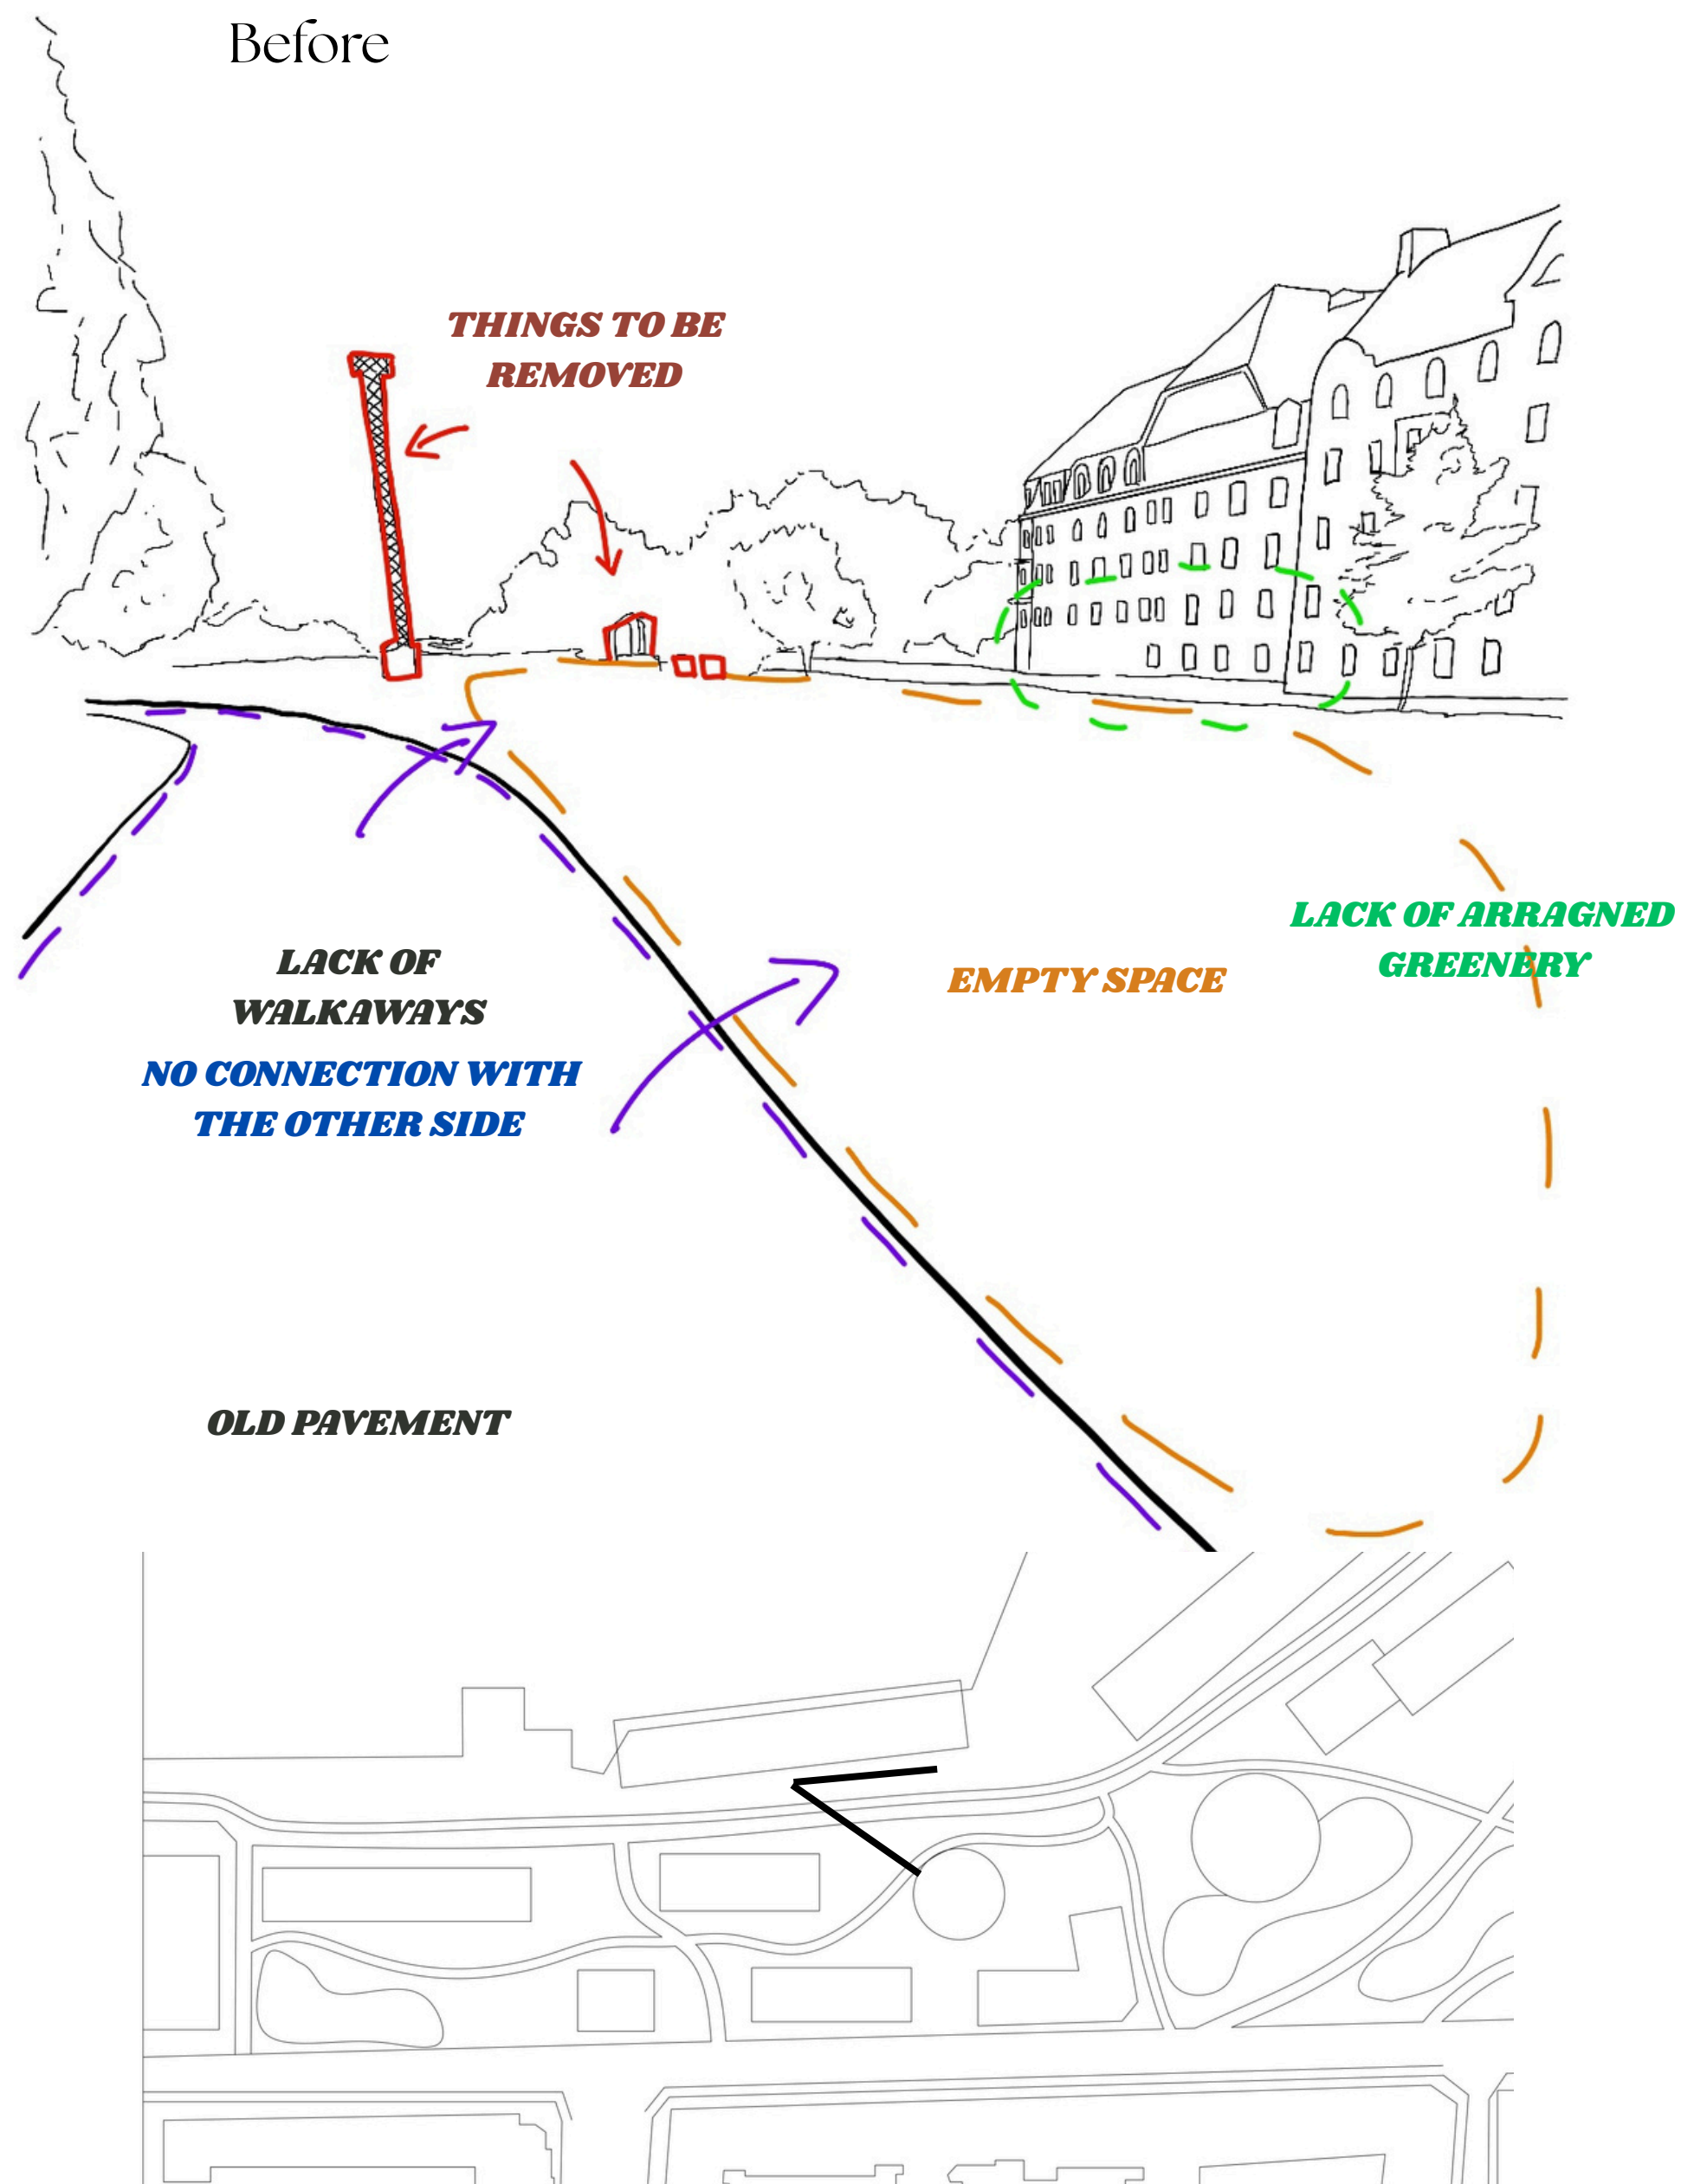 Before
THINGS TO BE
REMOVED
LACK OF ARRAGNED
GREENERY
LACK OF
WALKAWAYS
EMPTY SPACE
NO CONNECTION WITH
THE OTHER SIDE
OLD PAVEMENT